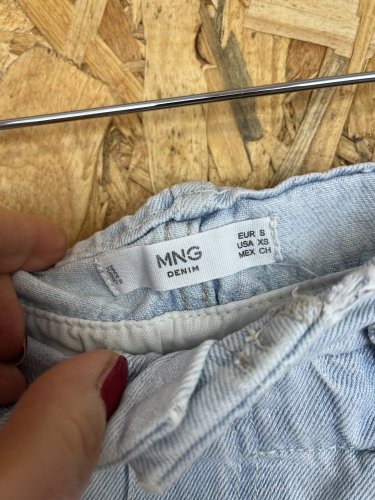 MNG
DENIM
EUR S
USA XS
MEX CH